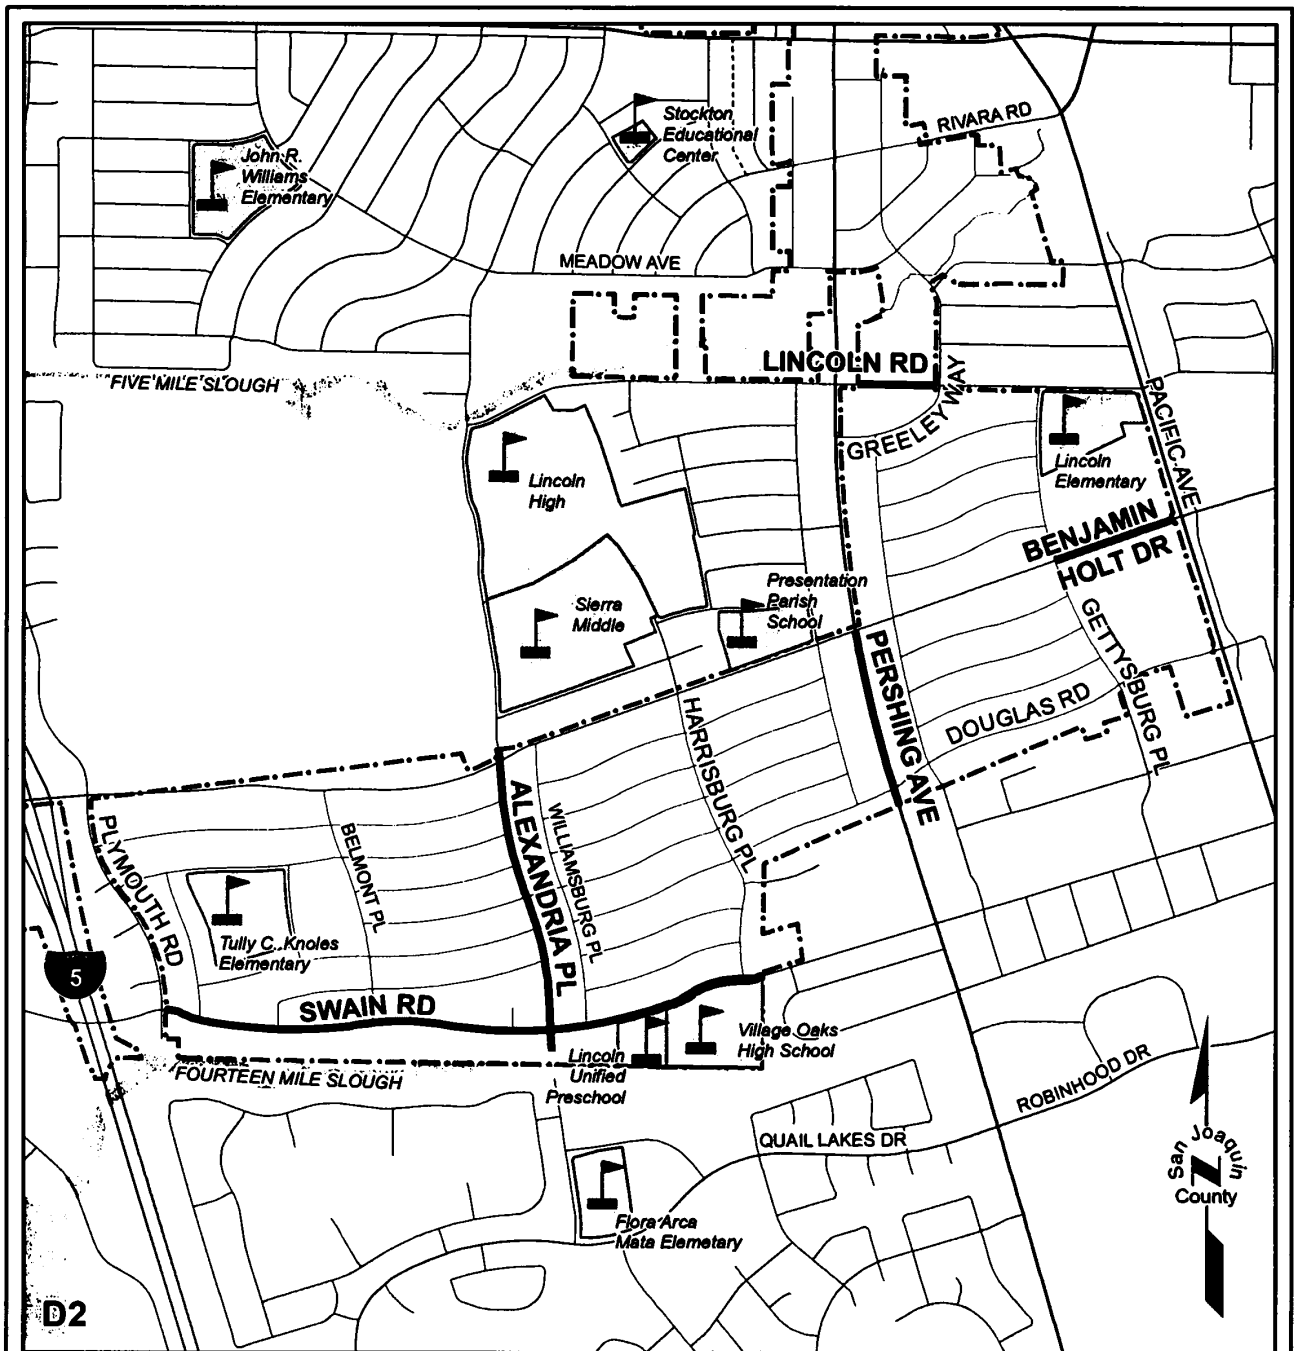 Stockton
Educational
Center
RIVARA RD
John R.
Williams
Elementary
MEADOW AVE
LINCOLN RD
FIVE MILE SLOUGH
GREELEY WAY
PACIFIC AVE
Lincoln
High
Lincoln
Elementary
BENJAMIN
HOLT DR
Presentation
Parish
School
Sierra
Middle
GETTYSBURG PL
PERSHING AVE
HARRISBURG PL
DOUGLAS RD
ALEXANDRIA PL
WILLIAMSBURG PL
PLYMOUTH RD
BELMONT PL
Tully C. Knoles
Elementary
5
SWAIN RD
Village Oaks
High School
Lincoln
Unified
Preschool
FOURTEEN MILE SLOUGH
ROBINHOOD DR
QUAIL LAKES DR
San Joaquin
County
Flora Arca
Mata Elemetary
D2